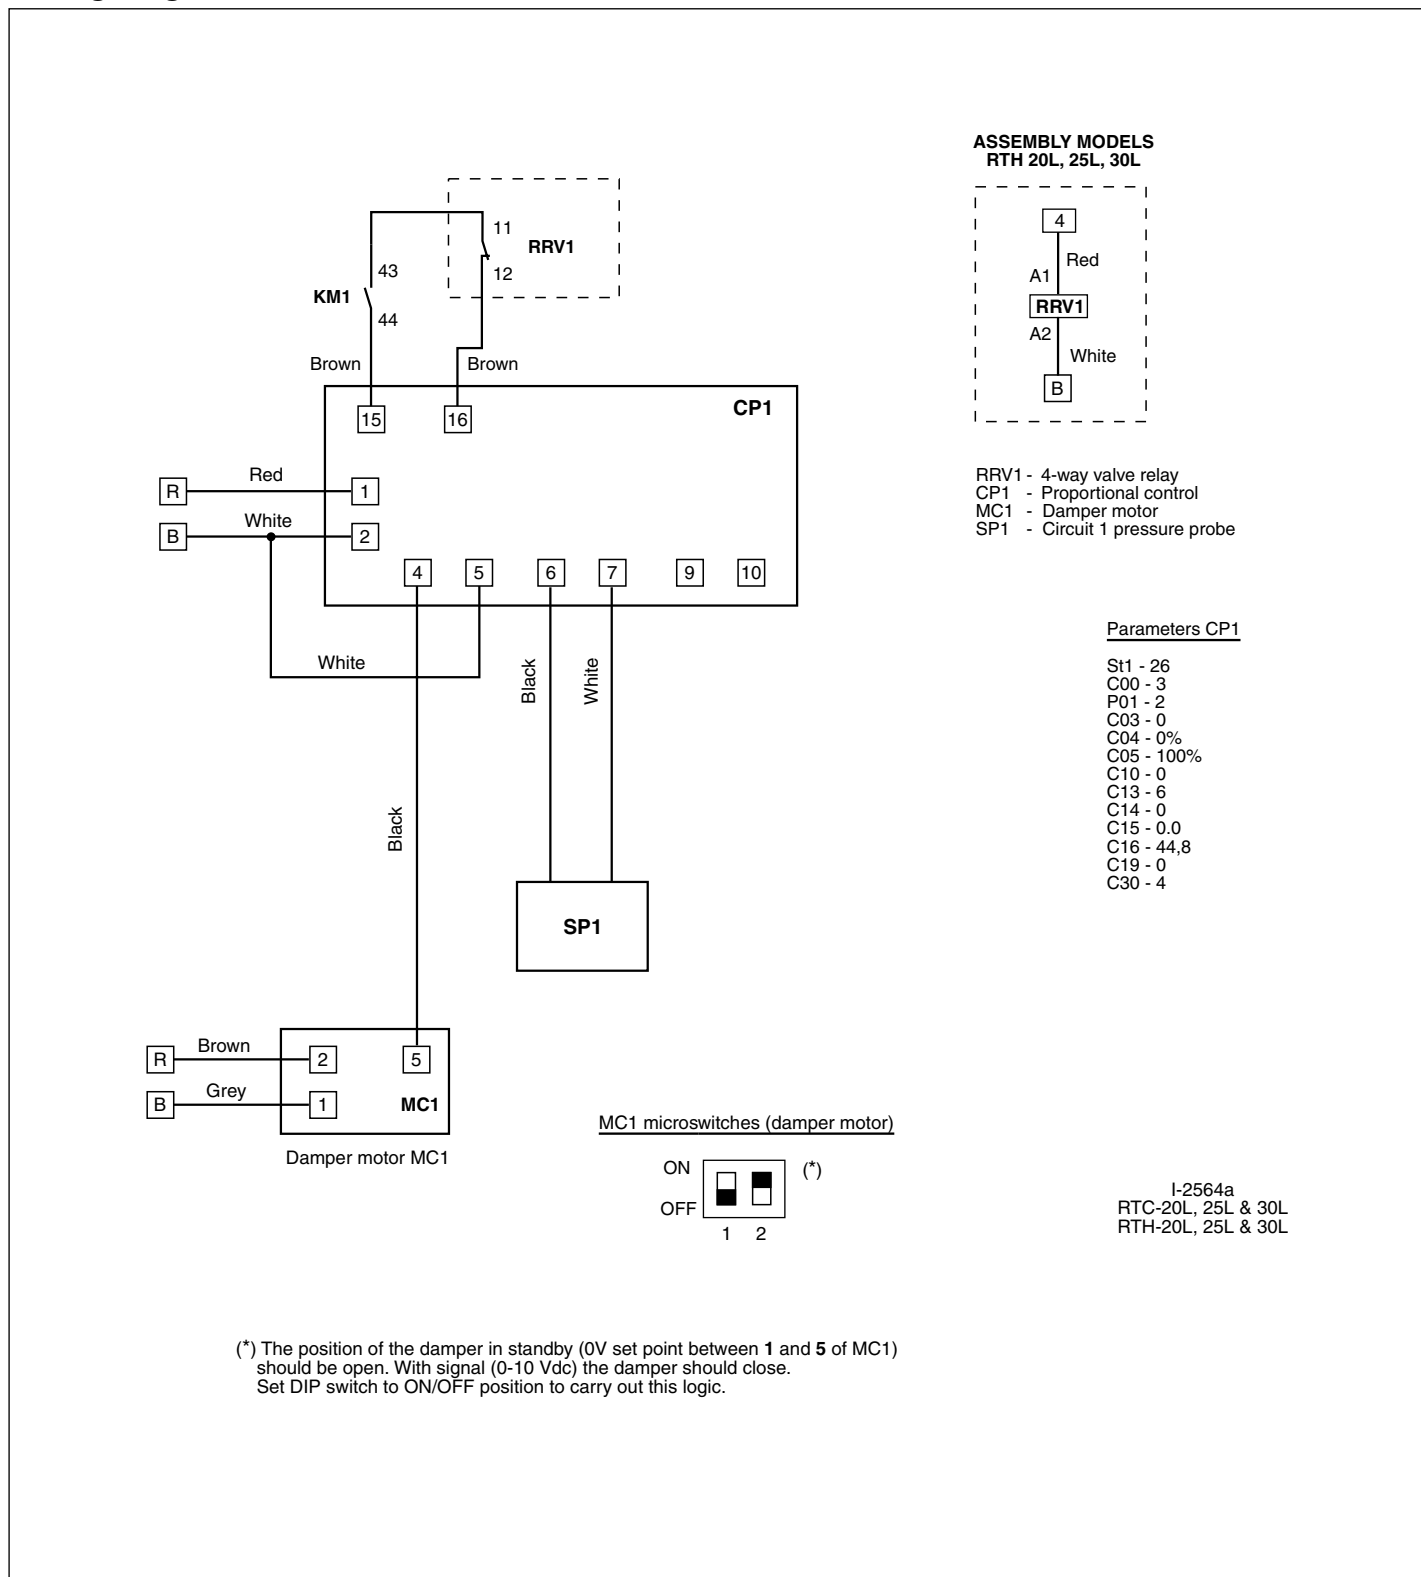 ASSEMBLY MODELS
RTH 20L, 25L, 30L
4
Red
A1
RRV1
A2
White
B
11
RRV1
12
43
KM1
44
Brown
Brown
CP1
15
16
R
Red
1
B
White
2
4
5
6
7
9
10
White
Black
White
Black
SP1
RRV1 - 4-way valve relay
CP1 - Proportional control
MC1 - Damper motor
SP1 - Circuit 1 pressure probe
Parameters CP1
St1 - 26
C00 - 3
P01 - 2
C03 - 0
C04 - 0%
C05 - 100%
C10 - 0
C13 - 6
C14 - 0
C15 - 0.0
C16 - 44,8
C19 - 0
C30 - 4
R
Brown
2
5
B
Grey
1
MC1
Damper motor MC1
MC1 microswitches (damper motor)
ON
(*)
OFF
1 2
I-2564a
RTC-20L, 25L & 30L
RTH-20L, 25L & 30L
(*) The position of the damper in standby (0V set point between 1 and 5 of MC1)
should be open. With signal (0-10 Vdc) the damper should close.
Set DIP switch to ON/OFF position to carry out this logic.